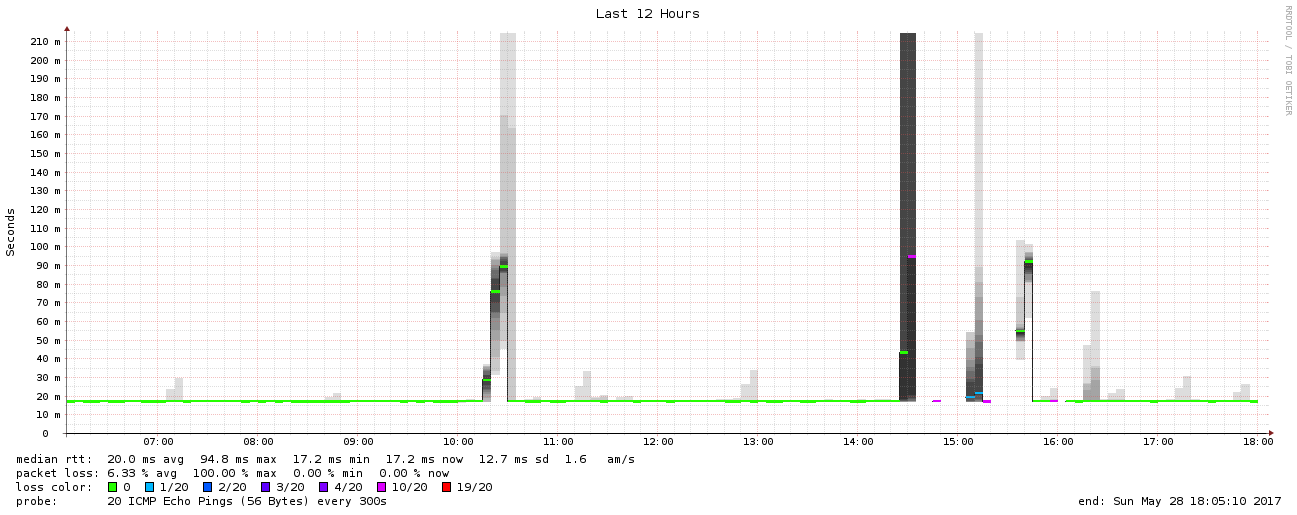 Last 12 Hours
RRDTOOL / TOBI OETIKER
Seconds
210 m
200 m
190 m
180 m
170 m
160 m
150 m
140 m
130 m
120 m
110 m
100 m
90 m
80 m
70 m
60 m
50 m
40 m
30 m
20 m
10 m
0
07:00 08:00 09:00 10:00 11:00 12:00 13:00 14:00 15:00 16:00 17:00 18:00
median rtt: 20.0 ms avg 94.8 ms max 17.2 ms min 17.2 ms now 12.7 ms sd 1.6 am/s
packet loss: 6.33 % avg 100.00 % max 0.00 % min 0.00 % now
loss color: 0 1/20 2/20 3/20 4/20 10/20 19/20
probe: 20 ICMP Echo Pings (56 Bytes) every 300s end: Sun May 28 18:05:10 2017